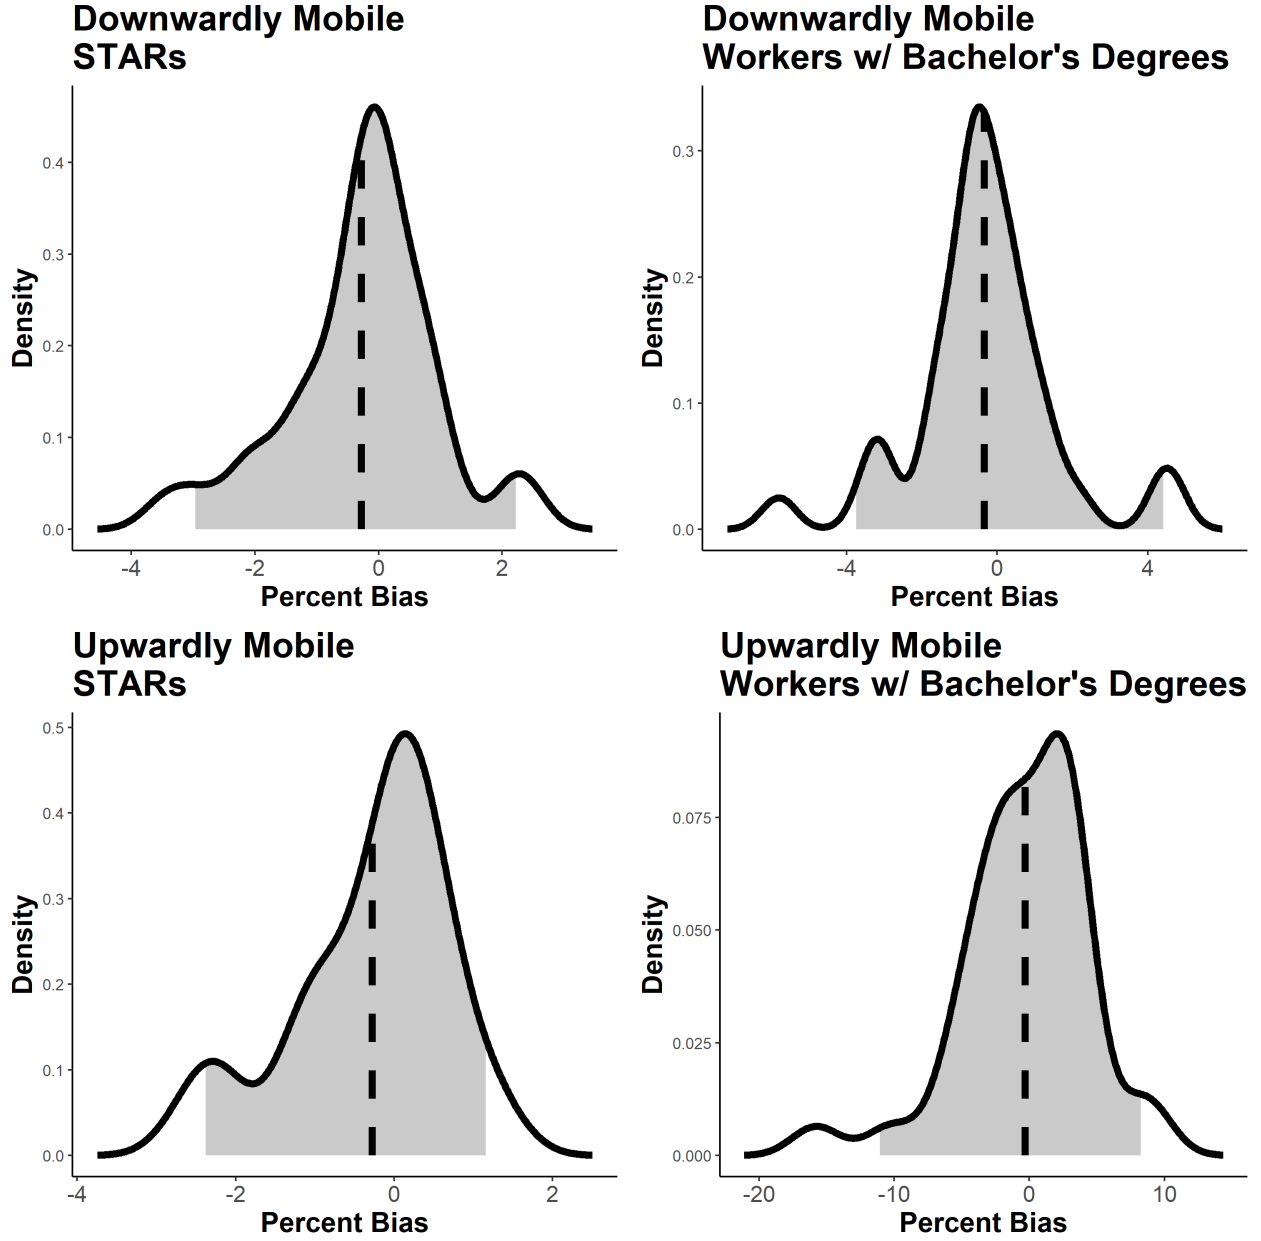 Downwardly Mobile
STARs
Density
0.4
0.3
0.2
0.1
0.0
-4 -2 0 2
Percent Bias
Downwardly Mobile
Workers w/ Bachelor's Degrees
Density
0.3
0.2
0.1
0.0
-4 0 4
Percent Bias
Upwardly Mobile
STARs
Density
0.5
0.4
0.3
0.2
0.1
0.0
-4 -2 0 2
Percent Bias
Upwardly Mobile
Workers w/ Bachelor's Degrees
Density
0.075
0.050
0.025
0.000
-20 -10 0 10
Percent Bias